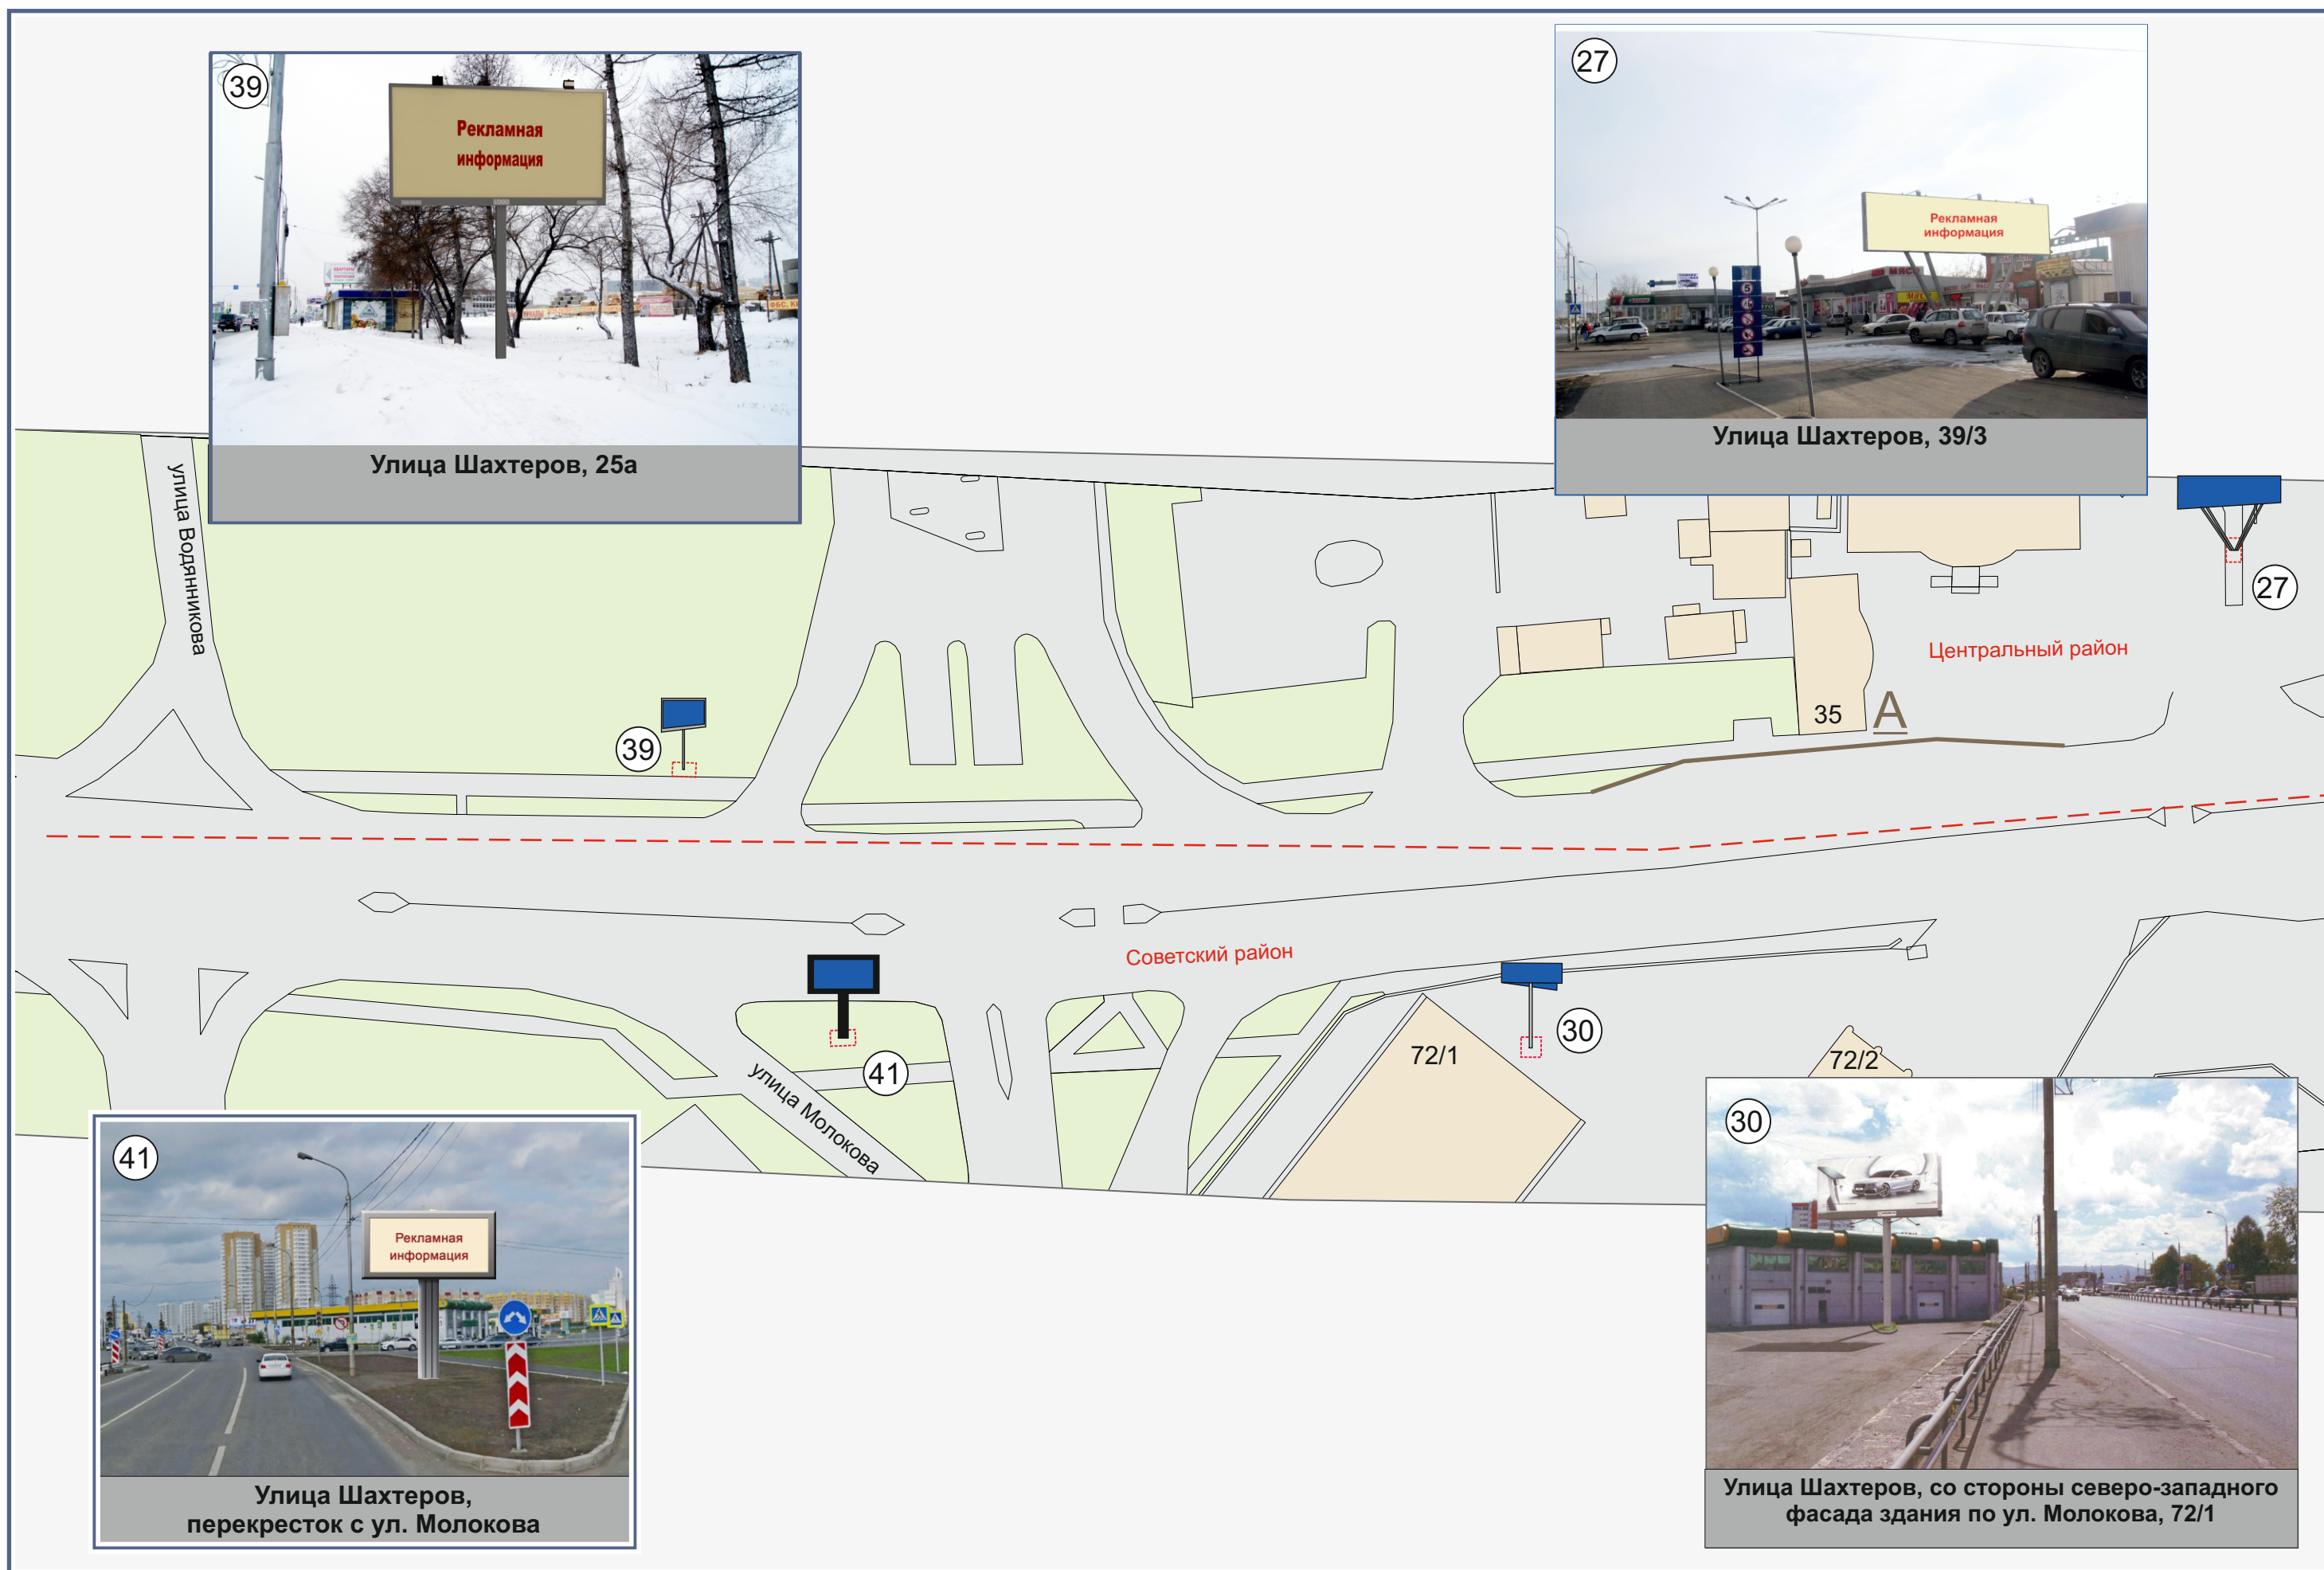 39
Рекламная
информация
Улица Шахтеров, 25а
27
Рекламная
информация
МЯСО
Улица Шахтеров, 39/3
улица Водянникова
27
Центральный район
35
А
39
Советский район
30
41
72/1
72/2
улица Молокова
41
Рекламная
информация
Улица Шахтеров,
перекресток с ул. Молокова
30
Улица Шахтеров, со стороны северо-западного
фасада здания по ул. Молокова, 72/1